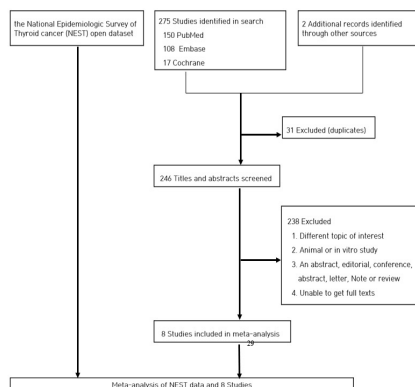 the National Epidemiologic Survey of
Thyroid cancer (NEST) open dataset
275 Studies identified in search
150 PubMed
108 Embase
17 Cochrane
2 Additional records identified
through other sources
31 Excluded (duplicates)
246 Titles and abstracts screened
238 Excluded
1. Different topic of interest
2. Animal or in vitro study
3. An abstract, editorial, conference,
abstract, letter, Note or review
4. Unable to get full texts
8 Studies included in meta-analysis
29
Meta-analysis of NEST data and 8 Studies